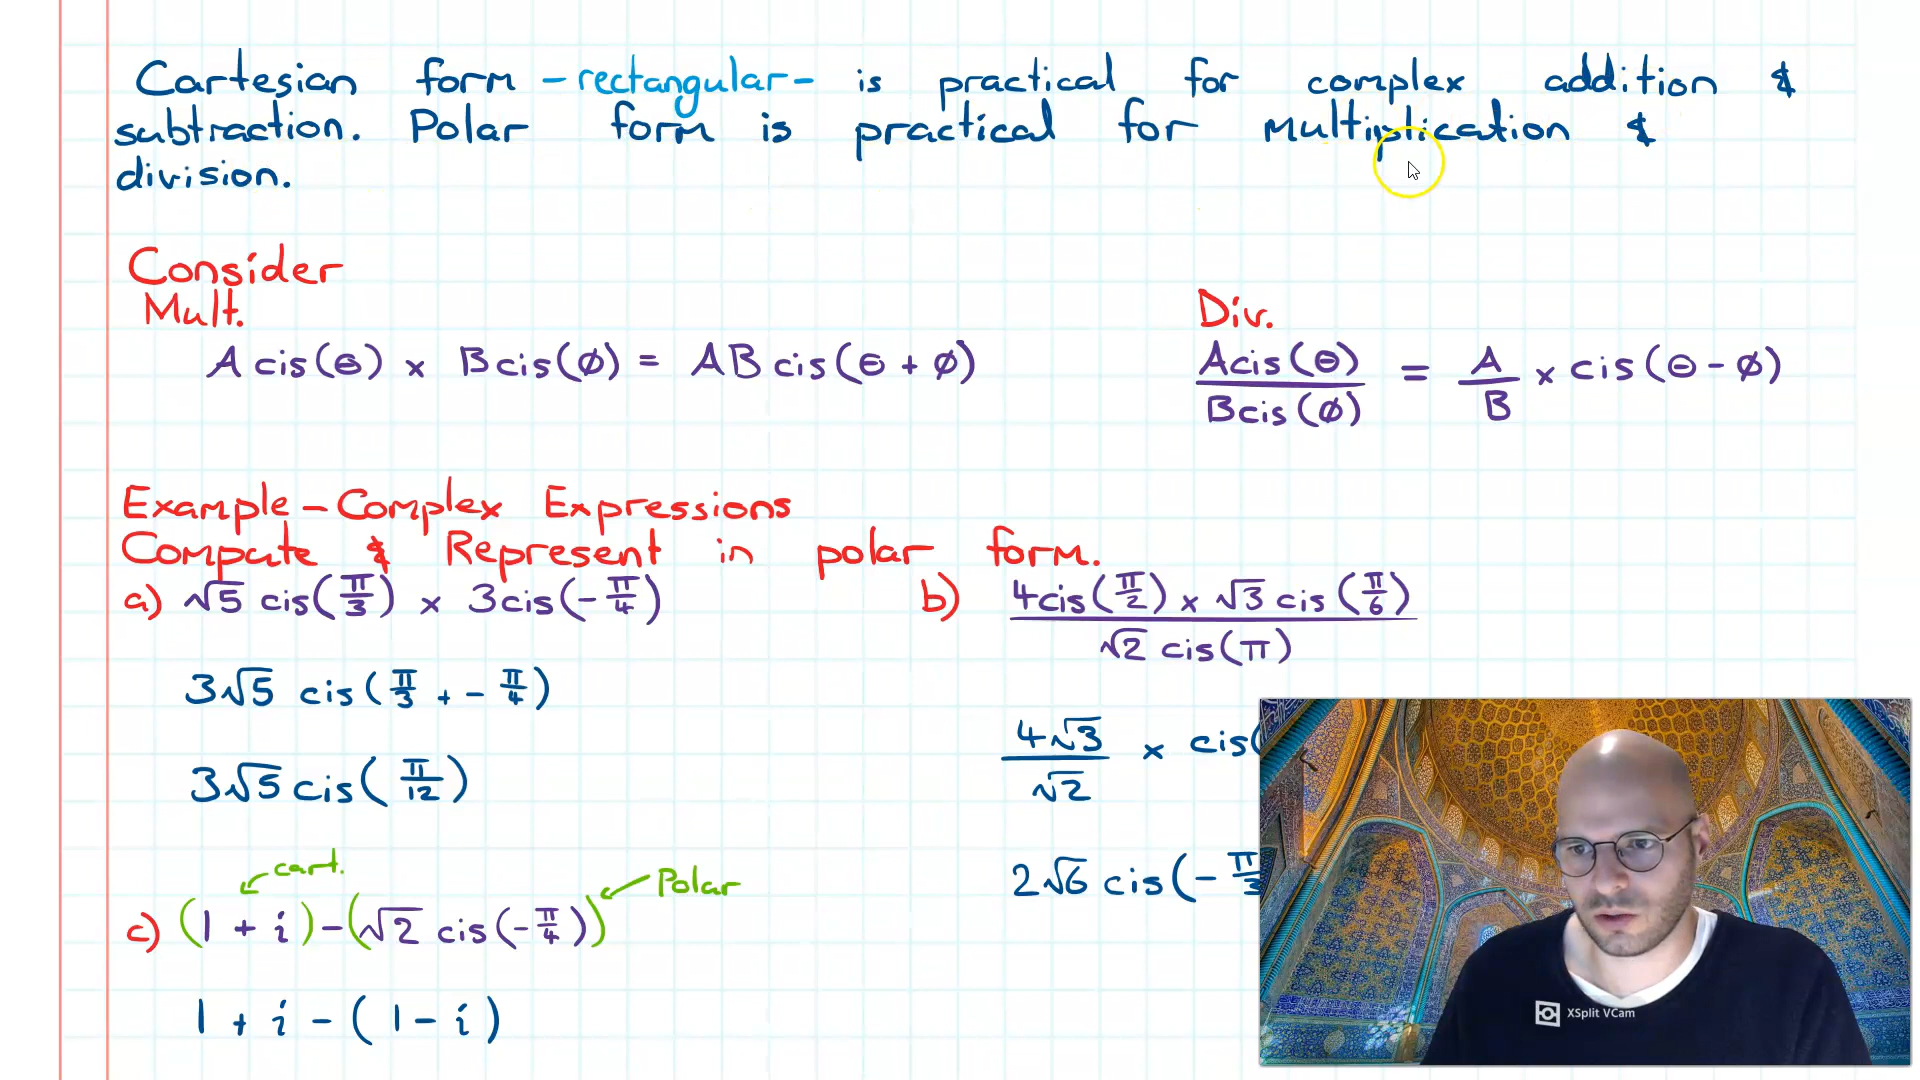 Cartesian form -rectangular- is practical for complex addition &
subtraction. Polar form is practical for multiplication &
division.
Consider
Mult.
A cis(θ) × B cis(ø) = AB cis(θ + ø)
Div.
Acis(θ)/Bcis(ø) = A/B × cis(θ - ø)
Example - Complex Expressions
Compute & Represent in polar form.
a) √5 cis(π/3) × 3cis(-π/4)
3√5 cis(π/3 + - π/4)
3√5 cis(π/12)
b) 4cis(π/2) × √3 cis(π/6) / √2 cis(π)
4√3/√2 × cis(
2√6 cis(- π/3
cart.
Polar
c) (1 + i) - (√2 cis(-π/4))
1 + i - (1 - i)
XSplit VCam